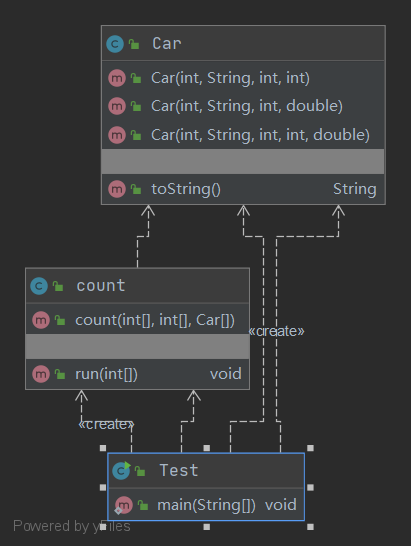 Car
Car(int, String, int, int)
Car(int, String, int, double)
Car(int, String, int, int, double)
toString() String
count
count(int[], int[], Car[])
«create»
run(int[]) void
«create»
Test
main(String[]) void
Powered by yFiles